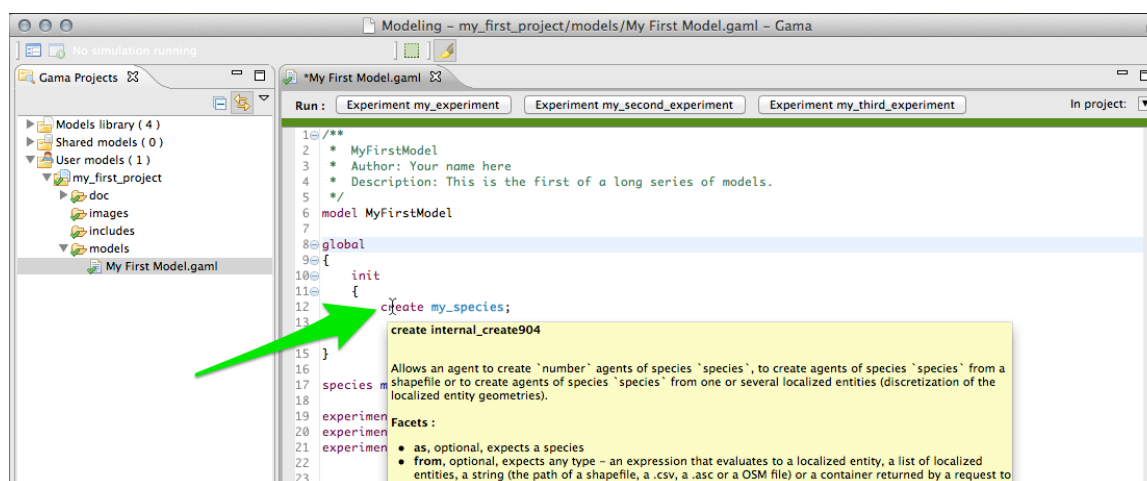 Modeling – my_first_project/models/My First Model.gaml – Gama
No simulation running
Gama Projects
*My First Model.gaml
Run : Experiment my_experiment Experiment my_second_experiment Experiment my_third_experiment In project:
Models library ( 4 )
Shared models ( 0 )
User models ( 1 )
my_first_project
doc
images
includes
models
My First Model.gaml
1 /**
2 * MyFirstModel
3 * Author: Your name here
4 * Description: This is the first of a long series of models.
5 */
6 model MyFirstModel
7
8 global
9 {
10 init
11 {
12 create my_species;
13
15 }
16
17 species m
18
19 experimen
20 experimen
21 experiment
22
23
create internal_create904
Allows an agent to create `number` agents of species `species`, to create agents of species `species` from a
shapefile or to create agents of species `species` from one or several localized entities (discretization of the
localized entity geometries).
Facets :
• as, optional, expects a species
• from, optional, expects any type – an expression that evaluates to a localized entity, a list of localized
entities, a string (the path of a shapefile, a .csv, a .asc or a OSM file) or a container returned by a request to